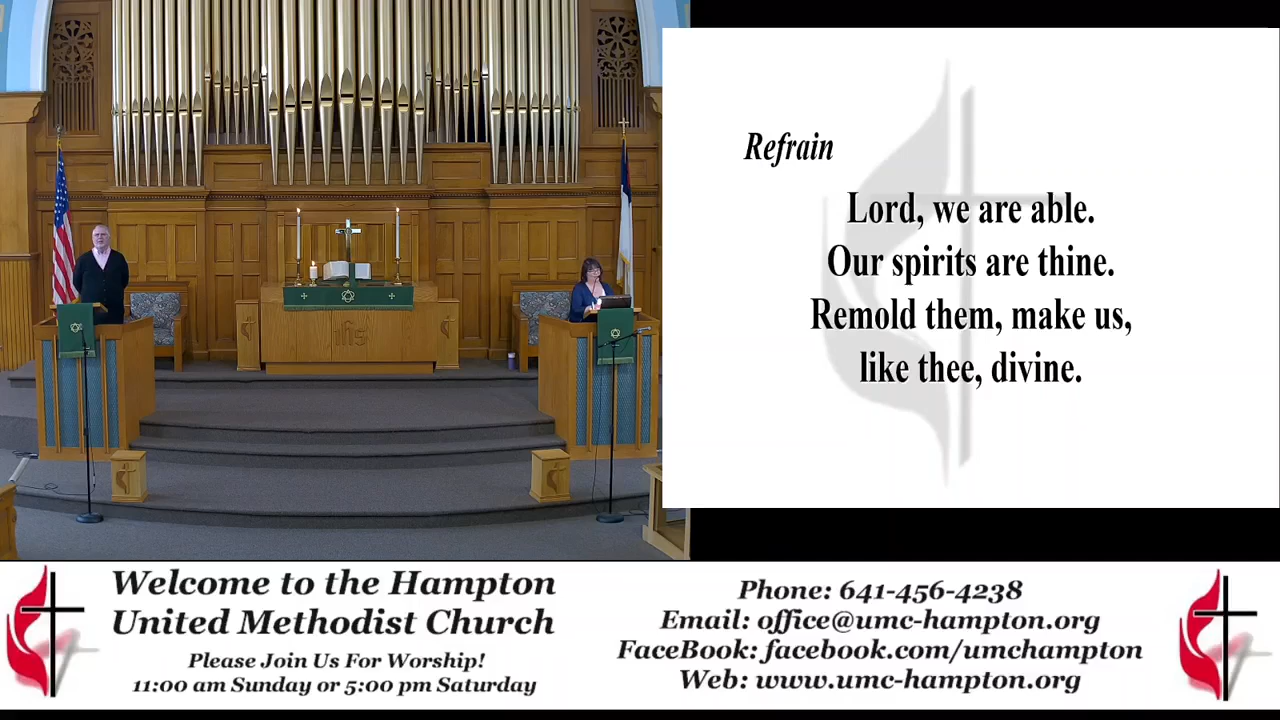 Refrain
Lord, we are able.
Our spirits are thine.
Remold them, make us,
like thee, divine.
ihs
Welcome to the Hampton
United Methodist Church
Please Join Us For Worship!
11:00 am Sunday or 5:00 pm Saturday
Phone: 641-456-4238
Email: office@umc-hampton.org
FaceBook: facebook.com/umchampton
Web: www.umc-hampton.org